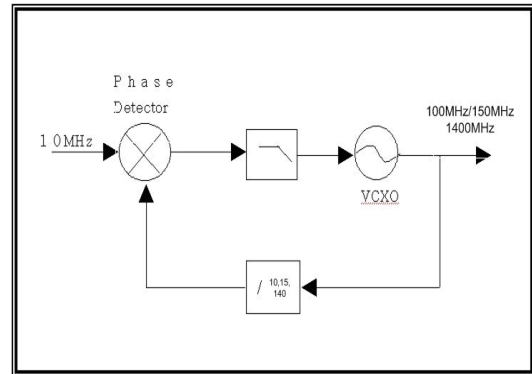 Phase
Detector
10MHz
100MHz/150MHz
1400MHz
VCXO
/ 10,15,
140